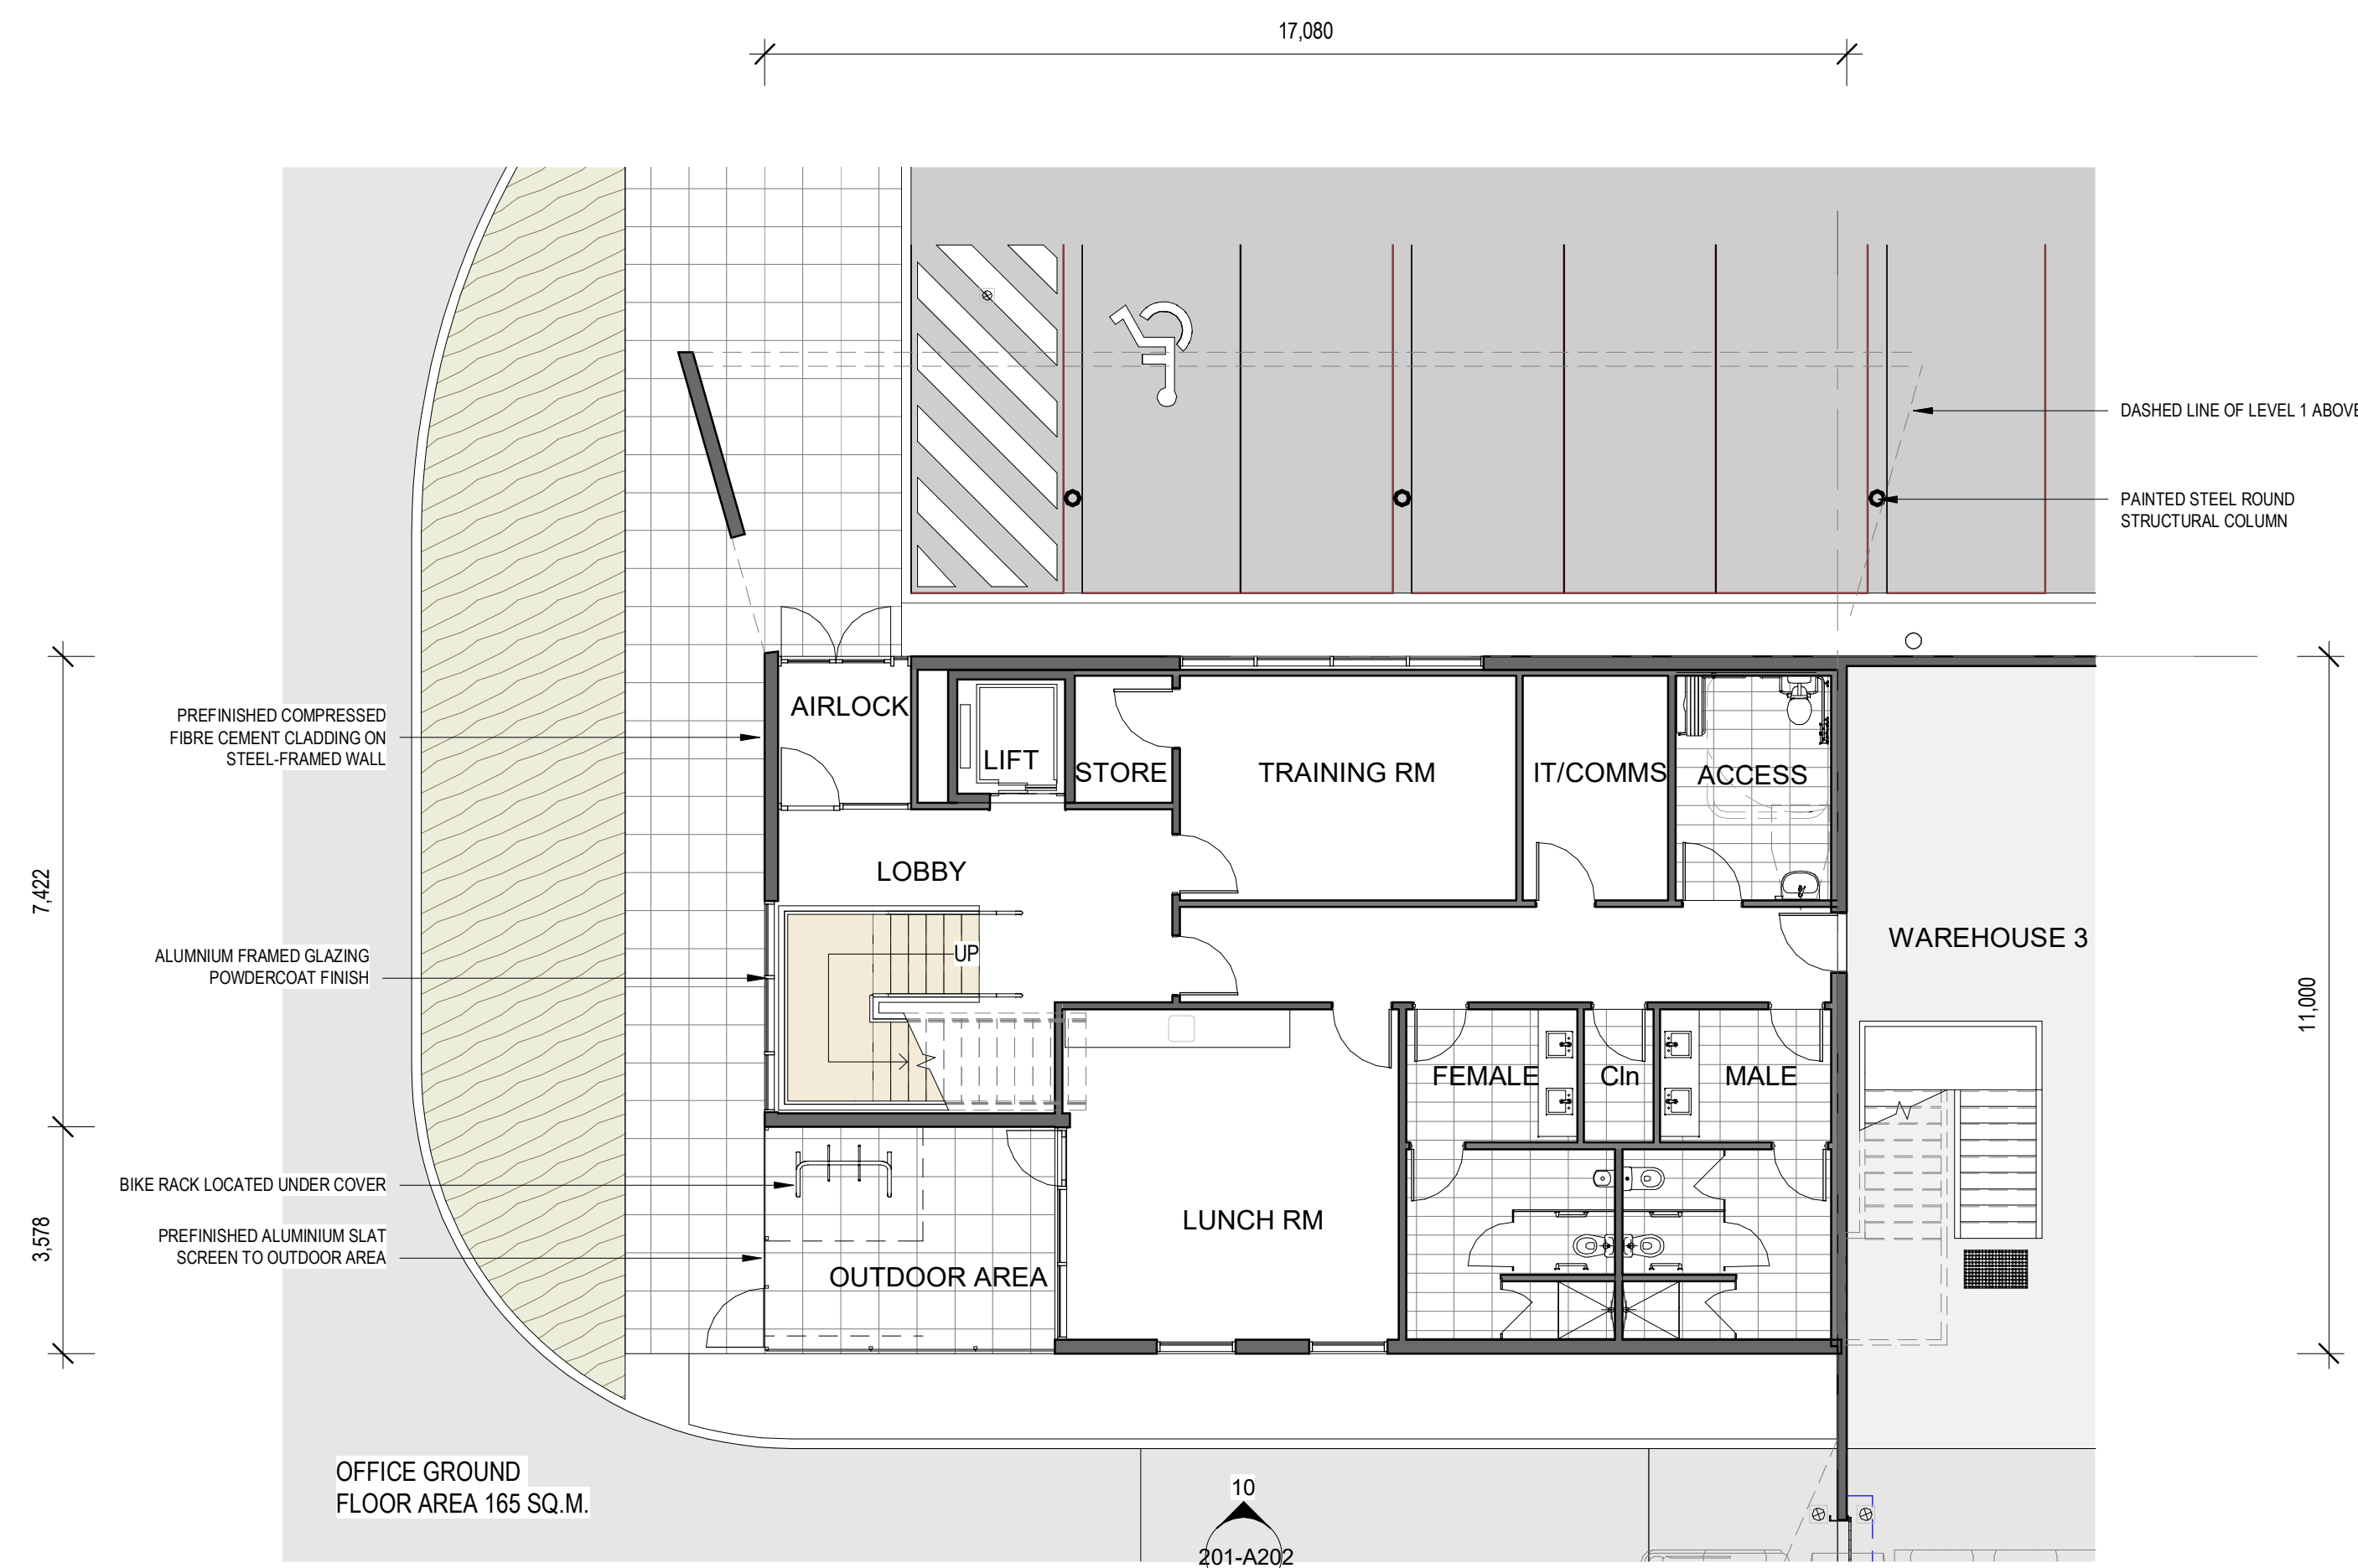 17,080
DASHED LINE OF LEVEL 1 ABOVE
PAINTED STEEL ROUND
STRUCTURAL COLUMN
PREFINISHED COMPRESSED
FIBRE CEMENT CLADDING ON
STEEL-FRAMED WALL
AIRLOCK
LIFT
STORE
TRAINING RM
IT/COMMS
ACCESS
7,422
LOBBY
ALUMNIUM FRAMED GLAZING
POWDERCOAT FINISH
UP
WAREHOUSE 3
11,000
FEMALE
Cln
MALE
BIKE RACK LOCATED UNDER COVER
3,578
PREFINISHED ALUMINIUM SLAT
SCREEN TO OUTDOOR AREA
LUNCH RM
OUTDOOR AREA
OFFICE GROUND
FLOOR AREA 165 SQ.M.
10
201-A202